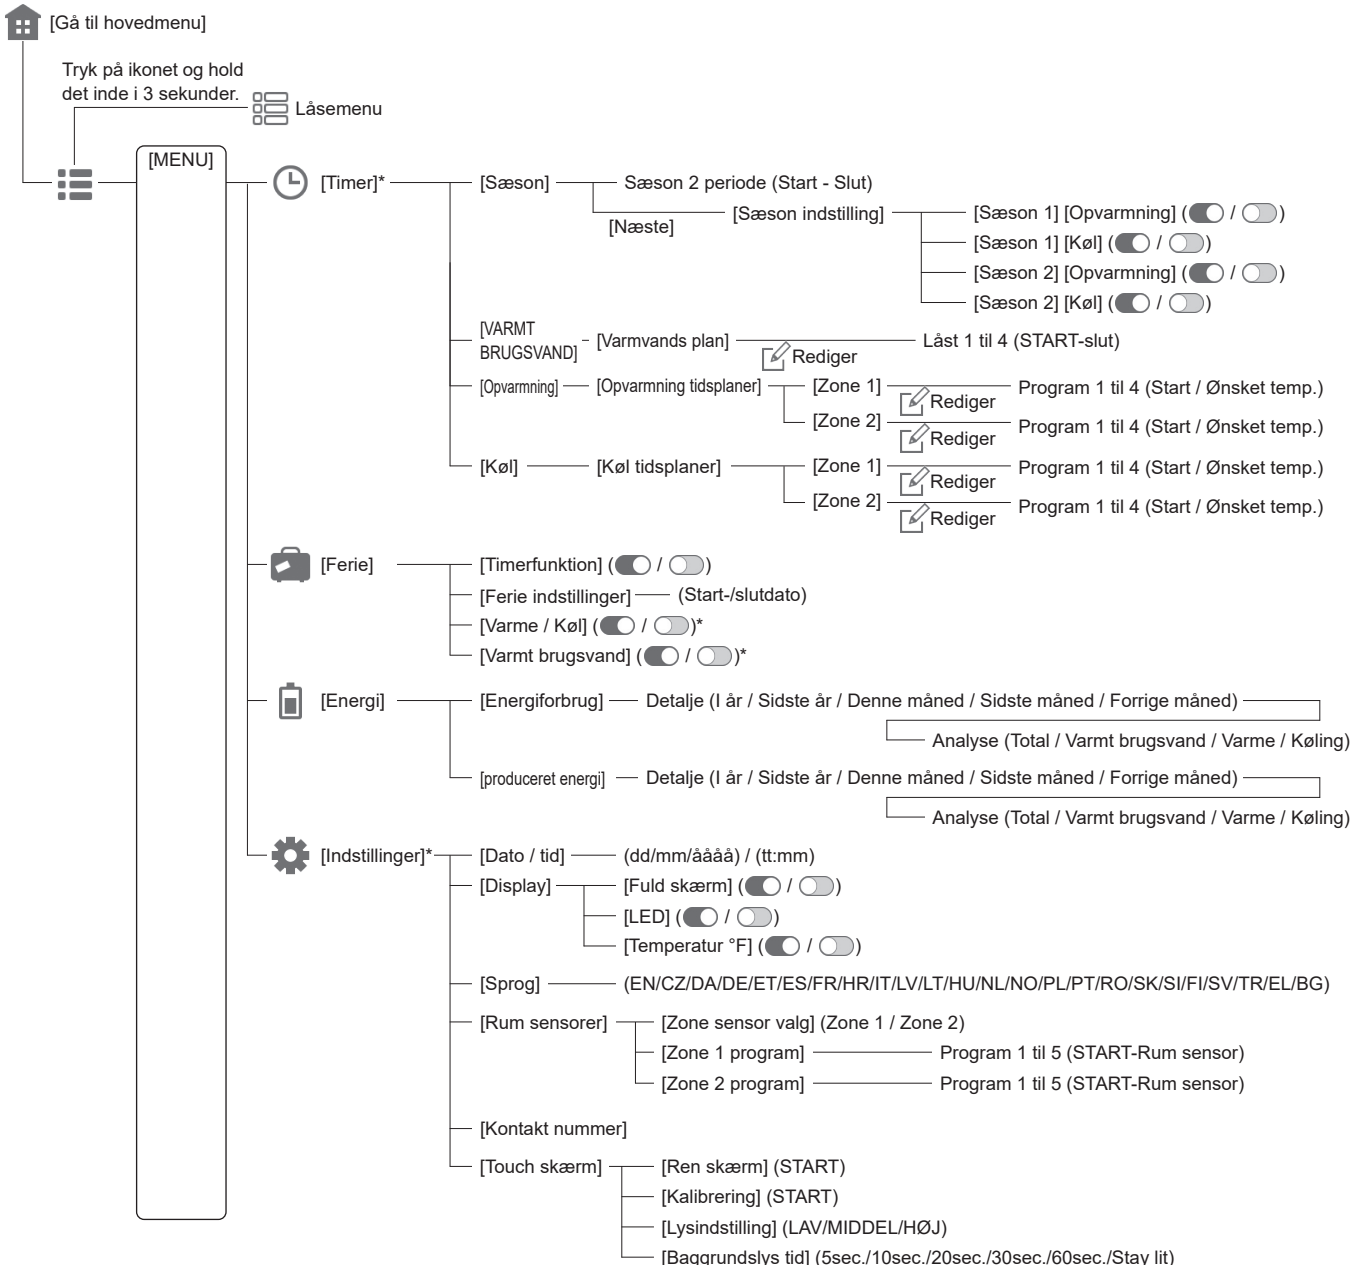 [Gå til hovedmenu]
Tryk på ikonet og hold
det inde i 3 sekunder.
Låsemenu
[MENU]
[Timer]*
[Sæson]
Sæson 2 periode (Start - Slut)
[Næste]
[Sæson indstilling]
[Sæson 1] [Opvarmning] ( / )
[Sæson 1] [Køl] ( / )
[Sæson 2] [Opvarmning] ( / )
[Sæson 2] [Køl] ( / )
[VARMT
BRUGSVAND]
[Varmvands plan]
Rediger
Låst 1 til 4 (START-slut)
[Opvarmning]
[Opvarmning tidsplaner]
[Zone 1]
Rediger
Program 1 til 4 (Start / Ønsket temp.)
[Zone 2]
Rediger
Program 1 til 4 (Start / Ønsket temp.)
[Køl]
[Køl tidsplaner]
[Zone 1]
Rediger
Program 1 til 4 (Start / Ønsket temp.)
[Zone 2]
Rediger
Program 1 til 4 (Start / Ønsket temp.)
[Ferie]
[Timerfunktion] ( / )
[Ferie indstillinger]
(Start-/slutdato)
[Varme / Køl] ( / )*
[Varmt brugsvand] ( / )*
[Energi]
[Energiforbrug]
Detalje (I år / Sidste år / Denne måned / Sidste måned / Forrige måned)
Analyse (Total / Varmt brugsvand / Varme / Køling)
[produceret energi]
Detalje (I år / Sidste år / Denne måned / Sidste måned / Forrige måned)
Analyse (Total / Varmt brugsvand / Varme / Køling)
[Indstillinger]*
[Dato / tid]
(dd/mm/åååå) / (tt:mm)
[Display]
[Fuld skærm] ( / )
[LED] ( / )
[Temperatur °F] ( / )
[Sprog]
(EN/CZ/DA/DE/ET/ES/FR/HR/IT/LV/LT/HU/NL/NO/PL/PT/RO/SK/SI/FI/SV/TR/EL/BG)
[Rum sensorer]
[Zone sensor valg] (Zone 1 / Zone 2)
[Zone 1 program]
Program 1 til 5 (START-Rum sensor)
[Zone 2 program]
Program 1 til 5 (START-Rum sensor)
[Kontakt nummer]
[Touch skærm]
[Ren skærm] (START)
[Kalibrering] (START)
[Lysindstilling] (LAV/MIDDEL/HØJ)
[Baggrundslys tid] (5sec./10sec./20sec./30sec./60sec./Stay lit)